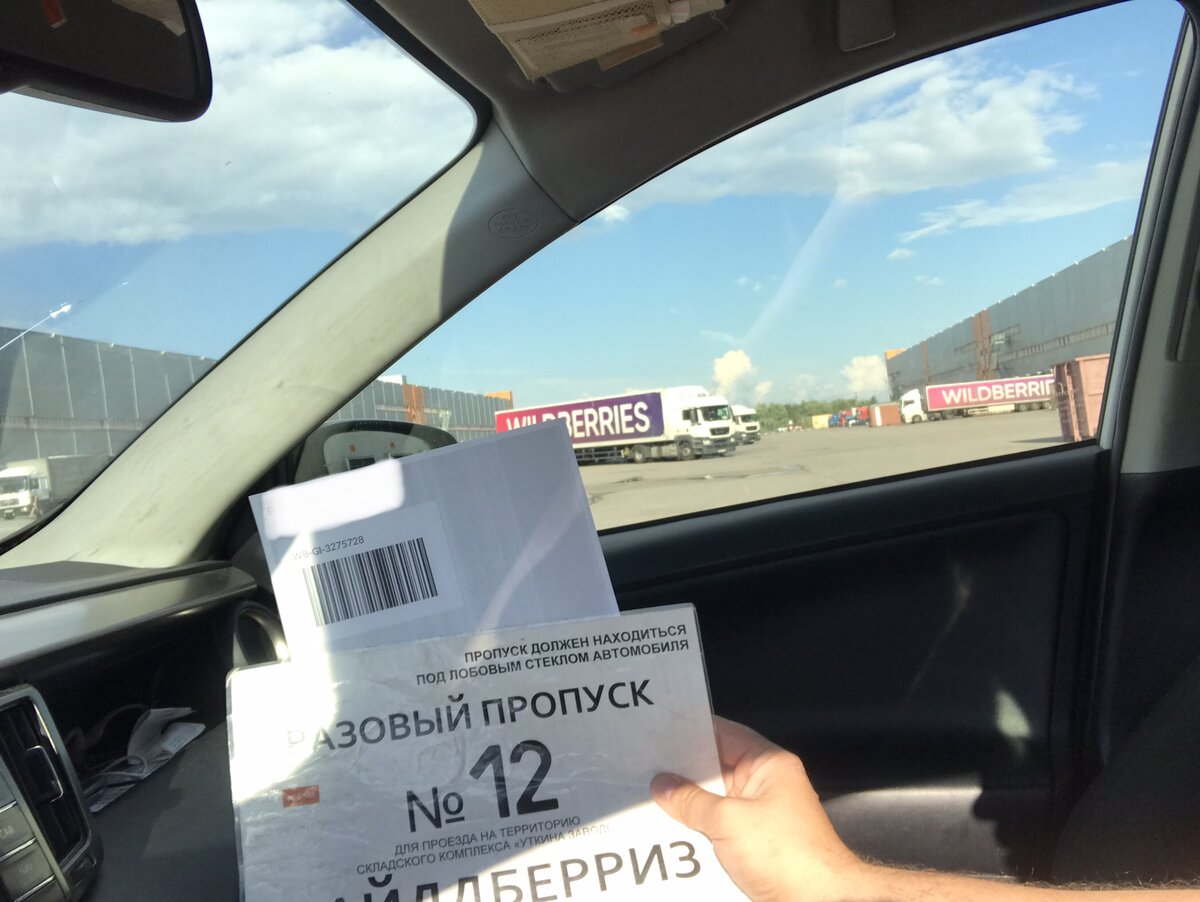 WILDBERRIES
WILDBERRIE
WB-GI-3275728
ПРОПУСК ДОЛЖЕН НАХОДИТЬСЯ
ПОД ЛОБОВЫМ СТЕКЛОМ АВТОМОБИЛЯ
РАЗОВЫЙ ПРОПУСК
№ 12
ДЛЯ ПРОЕЗДА НА ТЕРРИТОРИЮ
СКЛАДСКОГО КОМПЛЕКСА «УТКИНА ЗАВОДЬ»
АЙЛДБЕРРИЗ